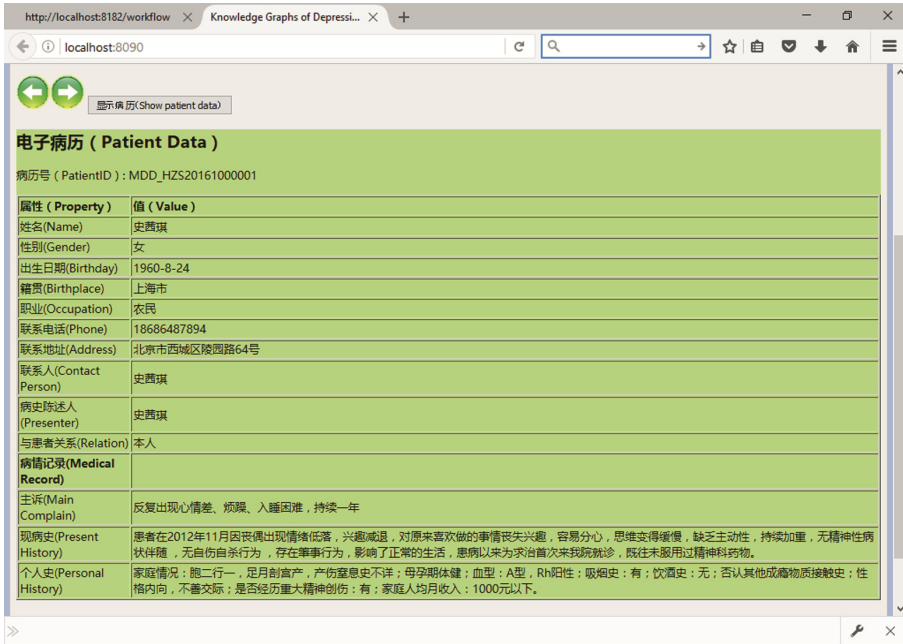 http://localhost:8182/workflow
Knowledge Graphs of Depressi...
localhost:8090
显示病历(Show patient data)
电子病历（Patient Data）
病历号（PatientID）: MDD_HZS20161000001
属性（Property） 值（Value）
姓名(Name) 史茜琪
性别(Gender) 女
出生日期(Birthday) 1960-8-24
籍贯(Birthplace) 上海市
职业(Occupation) 农民
联系电话(Phone) 18686487894
联系地址(Address) 北京市西城区陵园路64号
联系人(Contact
Person) 史茜琪
病史陈述人
(Presenter) 史茜琪
与患者关系(Relation) 本人
病情记录(Medical
Record)
主诉(Main
Complain) 反复出现心情差、烦躁、入睡困难，持续一年
现病史(Present
History)
患者在2012年11月因丧偶出现情绪低落，兴趣减退，对原来喜欢做的事情丧失兴趣，容易分心，思维变得缓慢，缺乏主动性，持续加重，无精神性病
状伴随 ，无自伤自杀行为 ，存在肇事行为，影响了正常的生活，患病以来为求治首次来我院就诊，既往未服用过精神科药物。
个人史(Personal
History)
家庭情况：胞二行一，足月剖宫产，产伤窒息史不详；母孕期体健；血型：A型，Rh阳性；吸烟史：有；饮酒史：无；否认其他成瘾物质接触史；性
格内向，不善交际；是否经历重大精神创伤：有；家庭人均月收入：1000元以下。